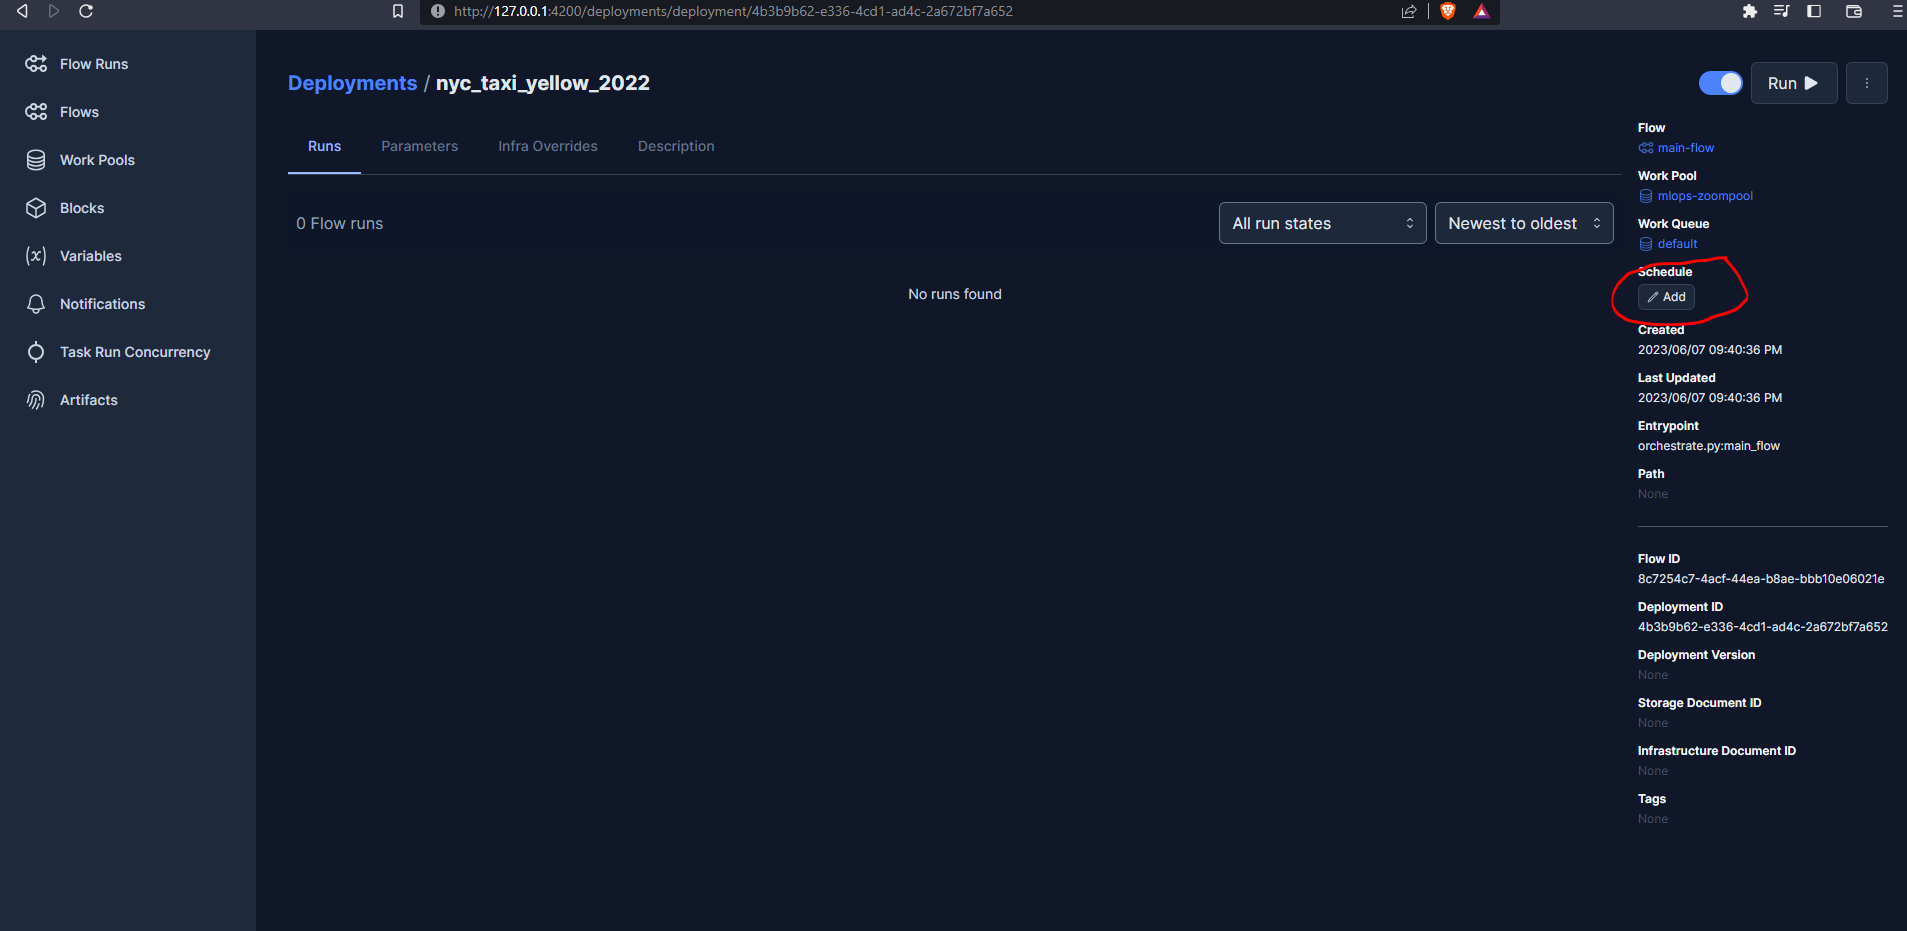 http://127.0.0.1:4200/deployments/deployment/4b3b9b62-e336-4cd1-ad4c-2a672bf7a652
Flow Runs
Flows
Work Pools
Blocks
Variables
Notifications
Task Run Concurrency
Artifacts
Deployments / nyc_taxi_yellow_2022
Run
Runs Parameters Infra Overrides Description
0 Flow runs
All run states
Newest to oldest
No runs found
Flow
main-flow
Work Pool
mlops-zoompool
Work Queue
default
Schedule
Add
Created
2023/06/07 09:40:36 PM
Last Updated
2023/06/07 09:40:36 PM
Entrypoint
orchestrate.py:main_flow
Path
None
Flow ID
8c7254c7-4acf-44ea-b8ae-bbb10e06021e
Deployment ID
4b3b9b62-e336-4cd1-ad4c-2a672bf7a652
Deployment Version
None
Storage Document ID
None
Infrastructure Document ID
None
Tags
None